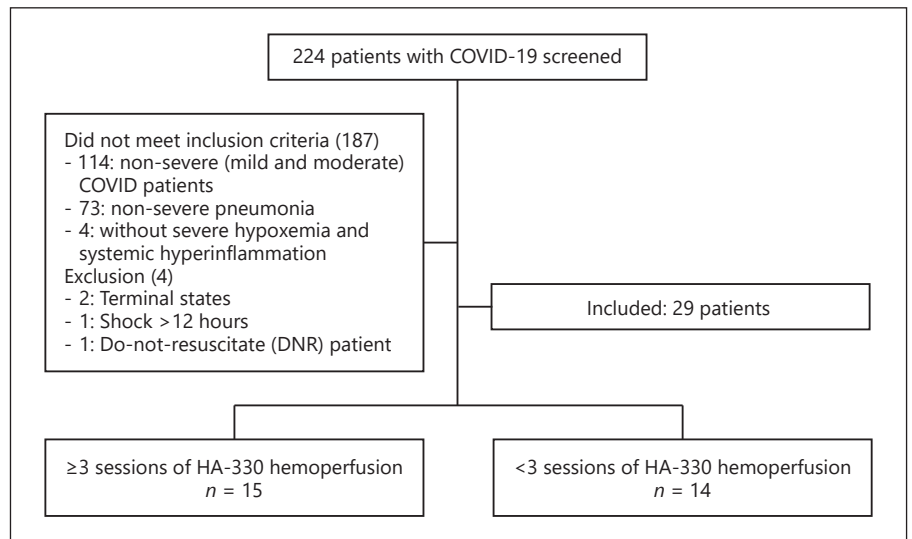 224 patients with COVID-19 screened
Did not meet inclusion criteria (187)
- 114: non-severe (mild and moderate)
COVID patients
- 73: non-severe pneumonia
- 4: without severe hypoxemia and
systemic hyperinflammation
Exclusion (4)
- 2: Terminal states
- 1: Shock >12 hours
- 1: Do-not-resuscitate (DNR) patient
Included: 29 patients
≥3 sessions of HA-330 hemoperfusion
n = 15
<3 sessions of HA-330 hemoperfusion
n = 14